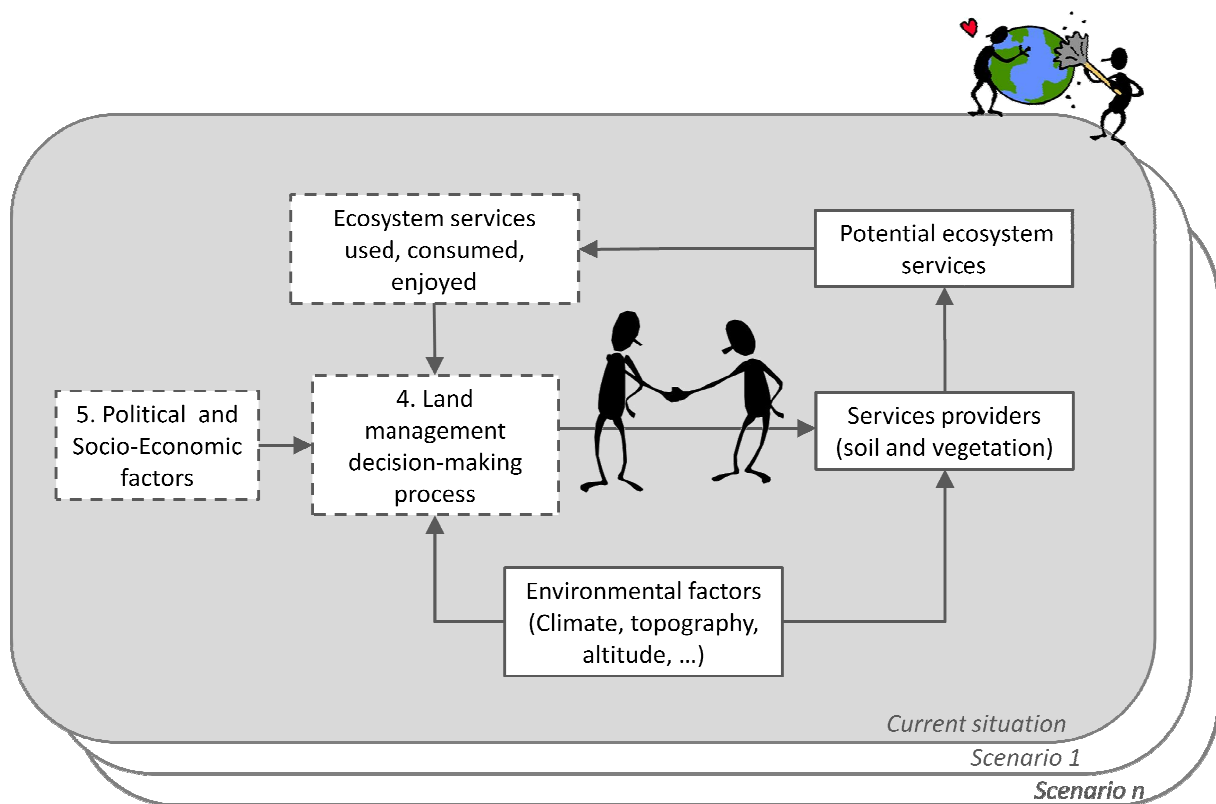 Ecosystem services
used, consumed,
enjoyed
Potential ecosystem
services
5. Political and
Socio-Economic
factors
4. Land
management
decision-making
process
Services providers
(soil and vegetation)
Environmental factors
(Climate, topography,
altitude, ...)
Current situation
Scenario 1
Scenario n